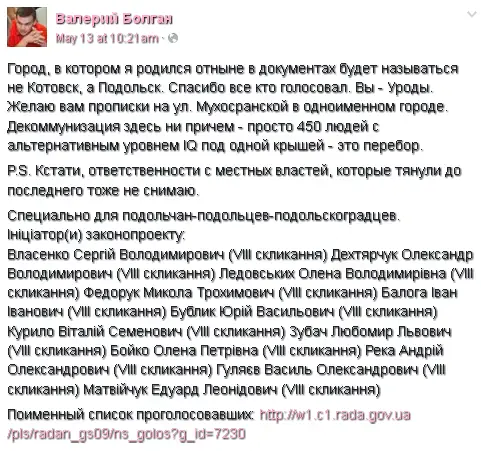 Валерий Болган
May 13 at 10:21am ·
Город, в котором я родился отныне в документах будет называться
не Котовск, а Подольск. Спасибо все кто голосовал. Вы - Уроды.
Желаю вам прописки на ул. Мухосранской в одноименном городе.
Декоммунизация здесь ни причем - просто 450 людей с
альтернативным уровнем IQ под одной крышей - это перебор.
P.S. Кстати, ответственности с местных властей, которые тянули до
последнего тоже не снимаю.
Специально для подольчан-подольцев-подольскоградцев.
Ініціатор(и) законопроекту:
Власенко Сергій Володимирович (VIII скликання) Дехтярчук Олександр
Володимирович (VIII скликання) Ледовських Олена Володимирівна (VIII
скликання) Федорук Микола Трохимович (VIII скликання) Балога Іван
Іванович (VIII скликання) Бублик Юрій Васильович (VIII скликання)
Курило Віталій Семенович (VIII скликання) Зубач Любомир Львович
(VIII скликання) Бойко Олена Петрівна (VIII скликання) Река Андрій
Олександрович (VIII скликання) Гуляєв Василь Олександрович (VIII
скликання) Матвійчук Едуард Леонідович (VIII скликання)
Поименный список проголосовавших: http://w1.c1.rada.gov.ua
/pls/radan_gs09/ns_golos?g_id=7230